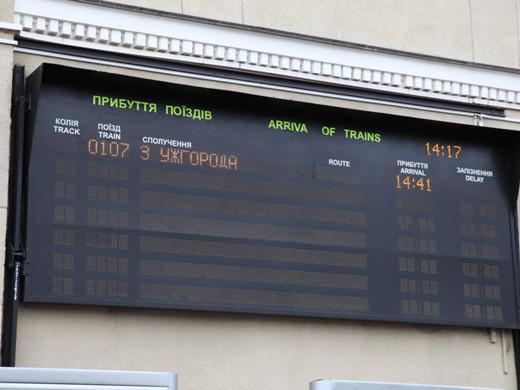 ПРИБУТТЯ ПОЇЗДІВ ARRIVA OF TRAINS
14:17
КОЛІЯ ПОЇЗД СПОЛУЧЕННЯ ПРИБУТТЯ ЗАПІЗНЕННЯ
TRACK TRAIN ROUTE ARRIVAL DELAY
0107 З УЖГОРОДА 14:41